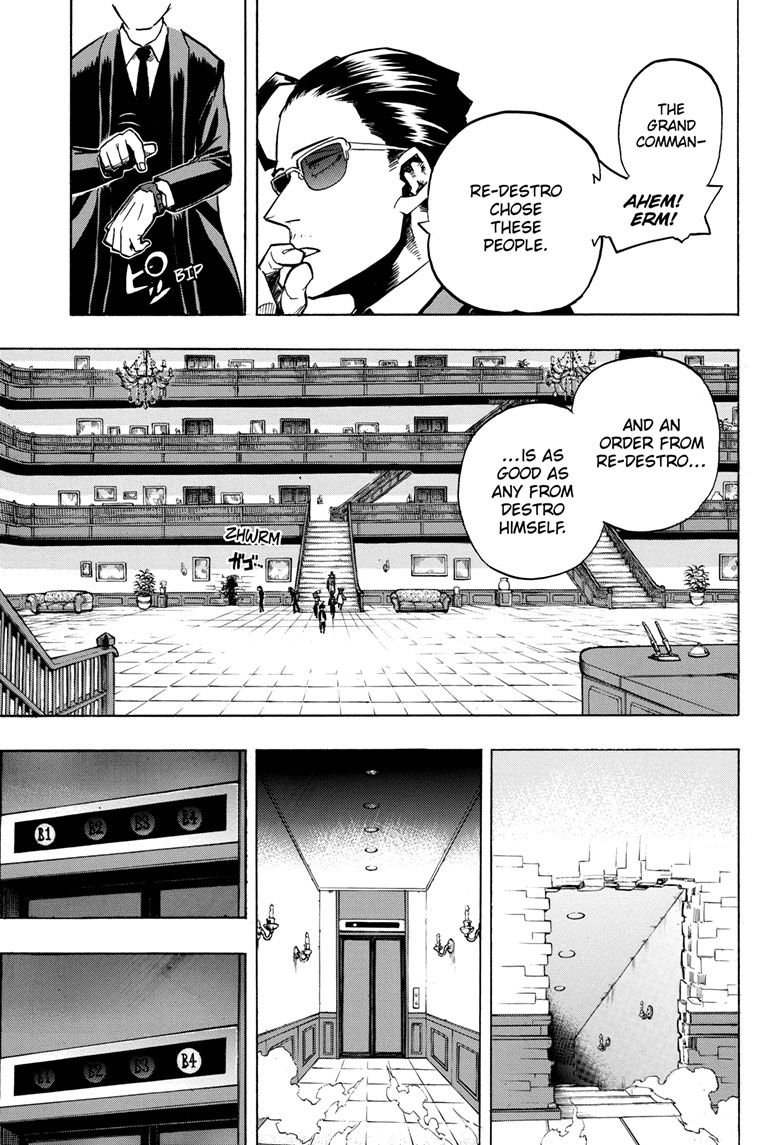 THE
GRAND
COMMAN-
AHEM!
ERM!
RE-DESTRO
CHOSE
THESE
PEOPLE.
ピッ
BIP
AND AN
ORDER FROM
RE-DESTRO...
...IS AS
GOOD AS
ANY FROM
DESTRO
HIMSELF.
ZHWRM
ガゴ...
B1 B2 B3 B4
B1 B2 B3 B4